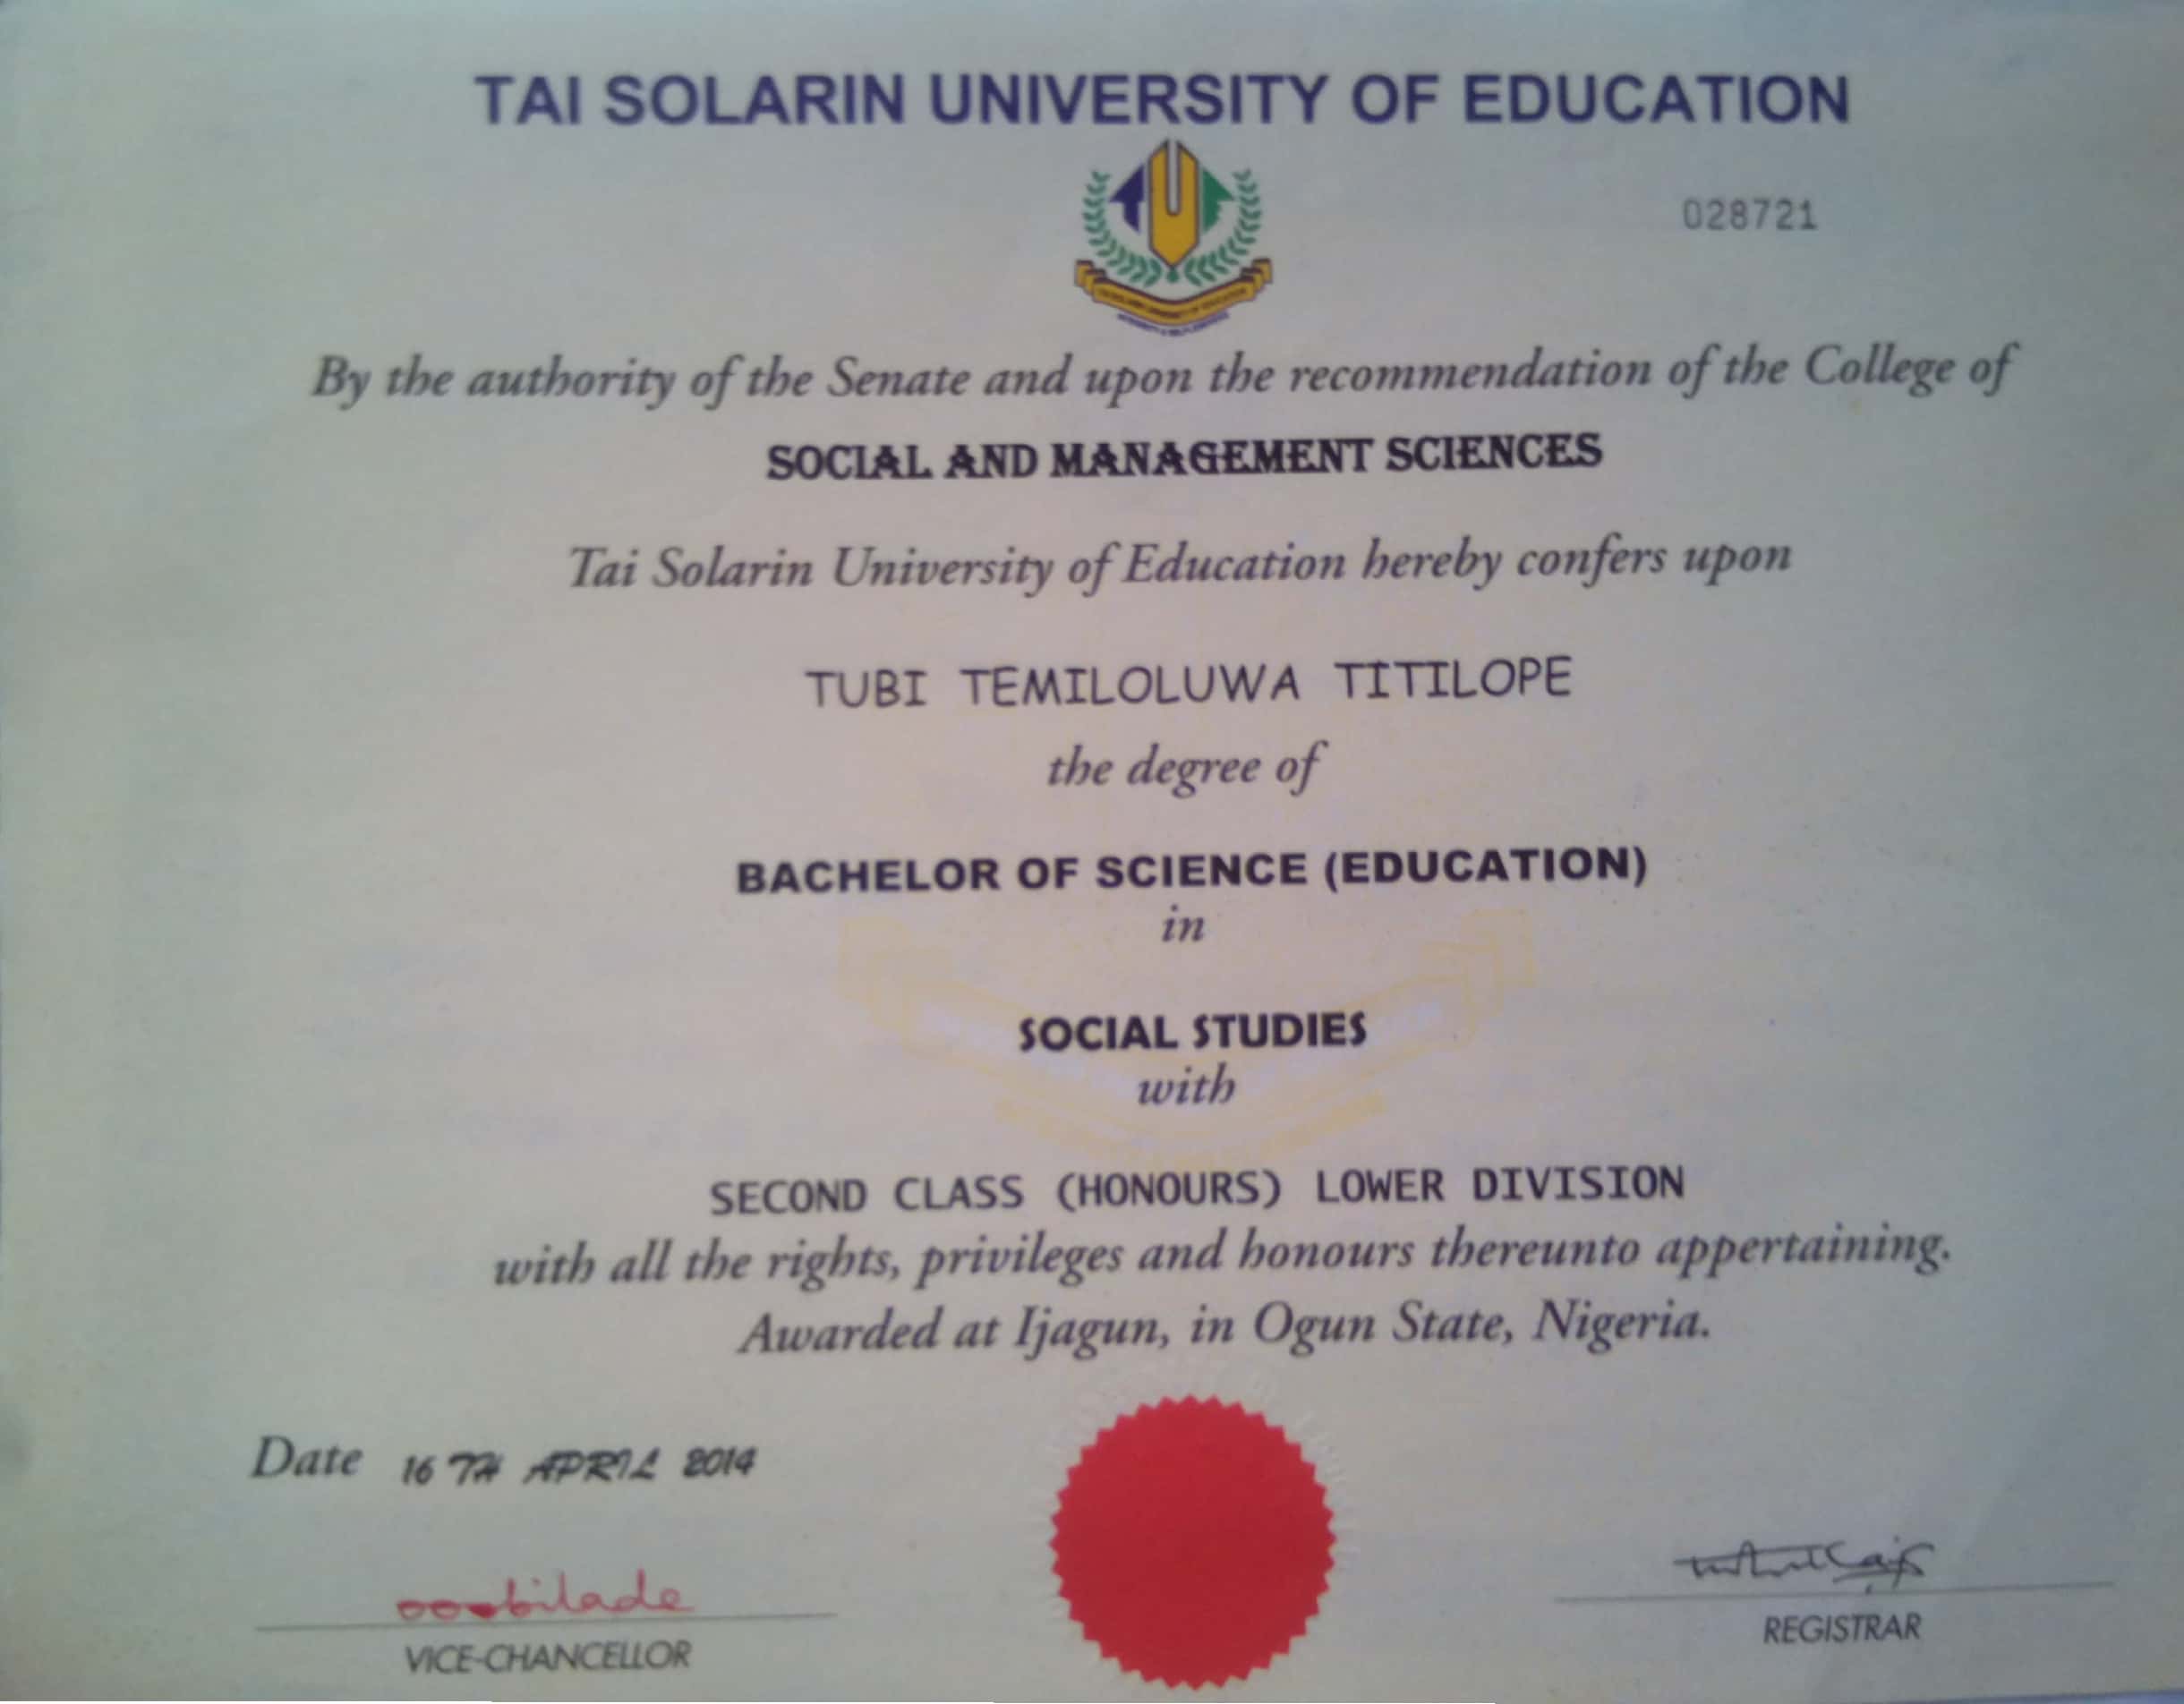 TAI SOLARIN UNIVERSITY OF EDUCATION
028721
By the authority of the Senate and upon the recommendation of the College of
SOCIAL AND MANAGEMENT SCIENCES
Tai Solarin University of Education hereby confers upon
TUBI TEMILOLUWA TITILOPE
the degree of
BACHELOR OF SCIENCE (EDUCATION)
in
SOCIAL STUDIES
with
SECOND CLASS (HONOURS) LOWER DIVISION
with all the rights, privileges and honours thereunto appertaining.
Awarded at Ijagun, in Ogun State, Nigeria.
Date 16 TH APRIL 2014
VICE-CHANCELLOR
REGISTRAR